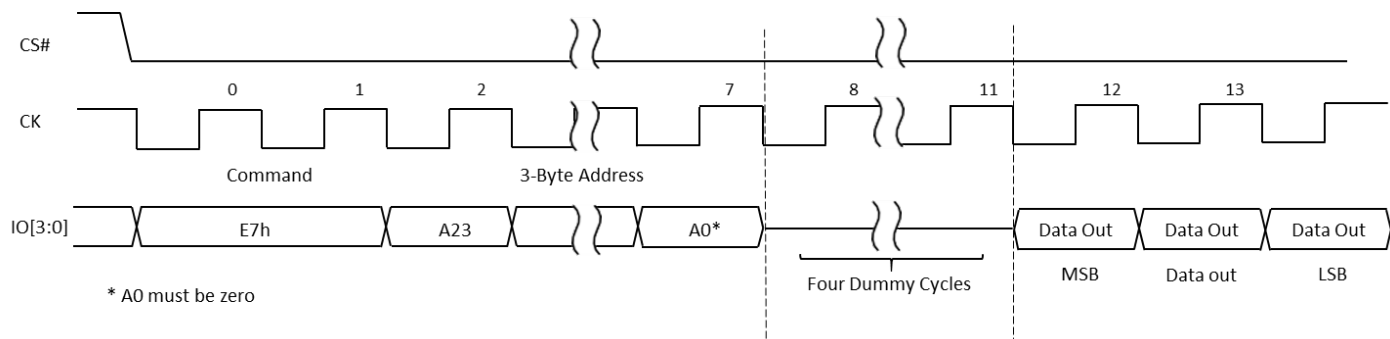 CS#
0 1 2 7 8 11 12 13
CK
Command 3-Byte Address
IO[3:0] E7h A23 A0* Data Out Data Out Data Out
MSB Data out LSB
Four Dummy Cycles
* A0 must be zero